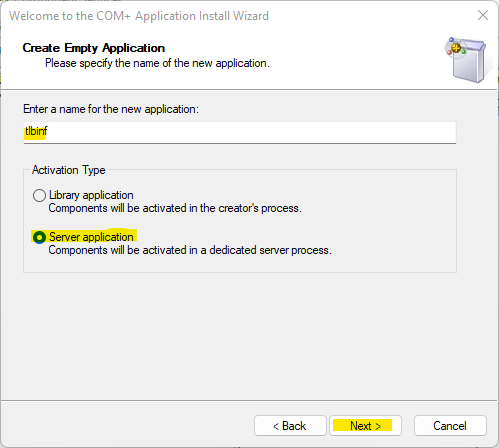 Welcome to the COM+ Application Install Wizard
Create Empty Application
Please specify the name of the new application.
Enter a name for the new application:
tlbinf
Activation Type
Library application
Components will be activated in the creator's process.
Server application
Components will be activated in a dedicated server process.
< Back
Next >
Cancel